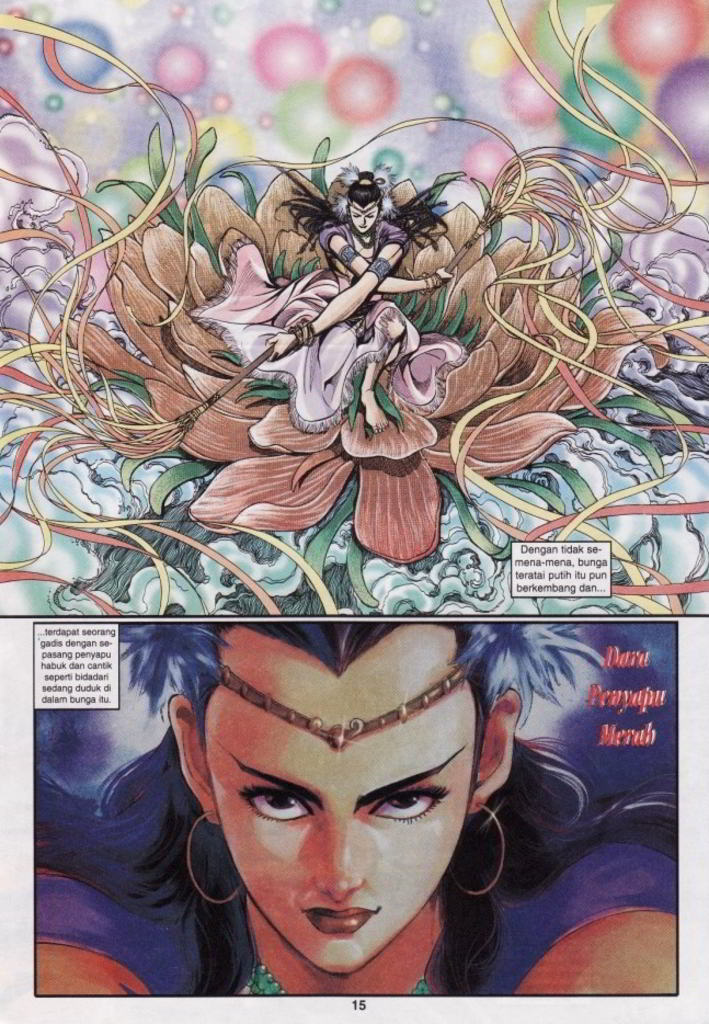 Dengan tidak se-
mena-mena, bunga
teratai putih itu pun
berkembang dan...
...terdapat seorang
gadis dengan se-
pasang penyapu
habuk dan cantik
seperti bidadari
sedang duduk di
dalam bunga itu.
Dara
Penyapu
Merah
15